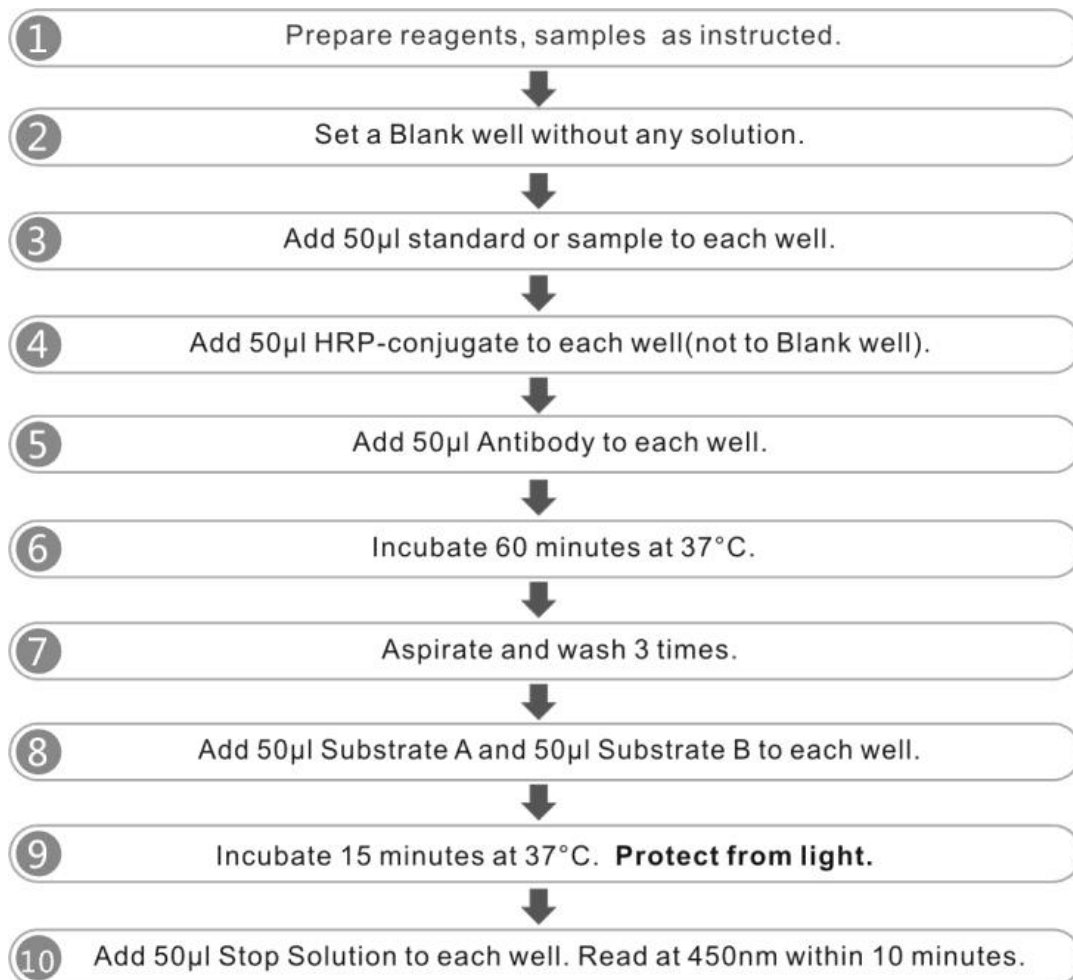 1 Prepare reagents, samples as instructed.
2 Set a Blank well without any solution.
3 Add 50µl standard or sample to each well.
4 Add 50µl HRP-conjugate to each well(not to Blank well).
5 Add 50µl Antibody to each well.
6 Incubate 60 minutes at 37°C.
7 Aspirate and wash 3 times.
8 Add 50µl Substrate A and 50µl Substrate B to each well.
9 Incubate 15 minutes at 37°C. Protect from light.
10 Add 50µl Stop Solution to each well. Read at 450nm within 10 minutes.